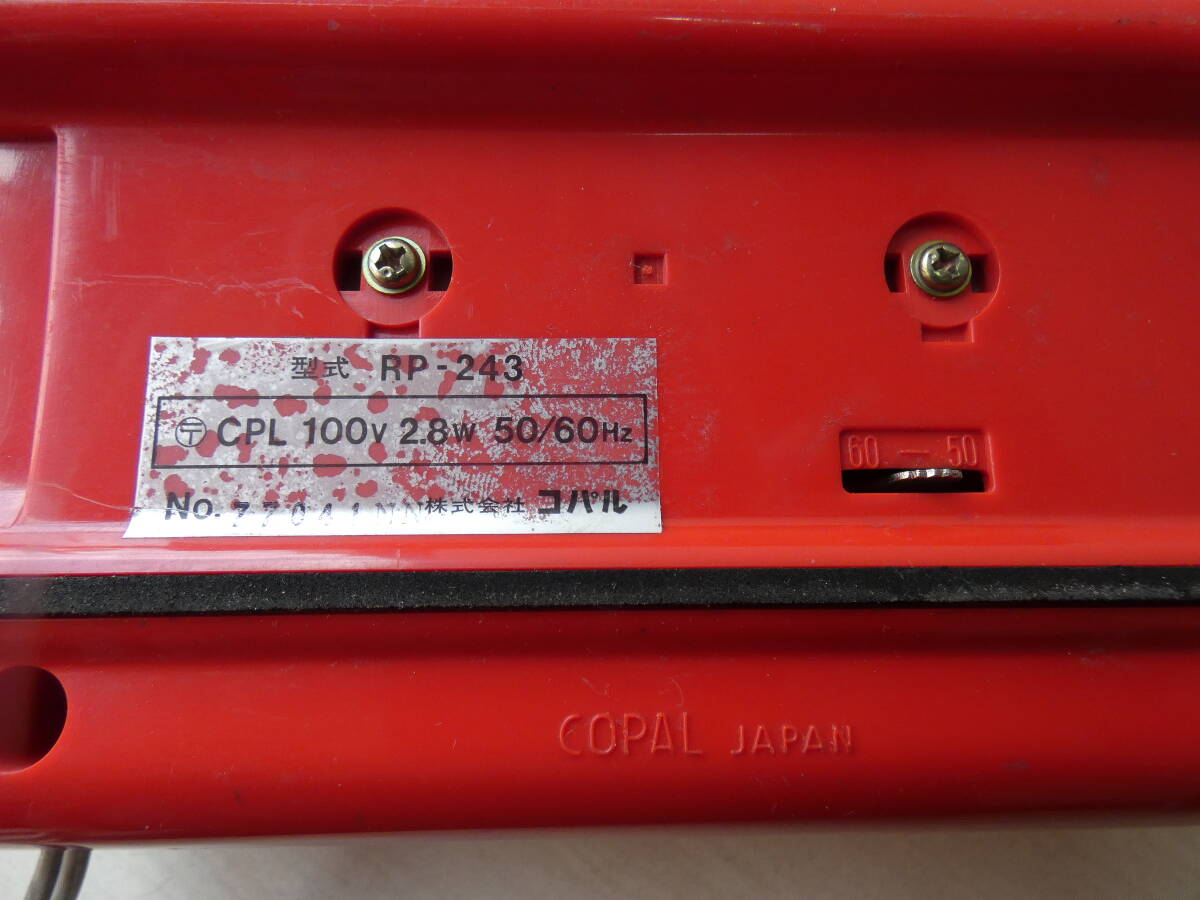 型式 RP-243
〒 CPL 100V 2.8W 50/60Hz
No. 77041NN 株式会社 コパル
60 - 50
COPAL JAPAN